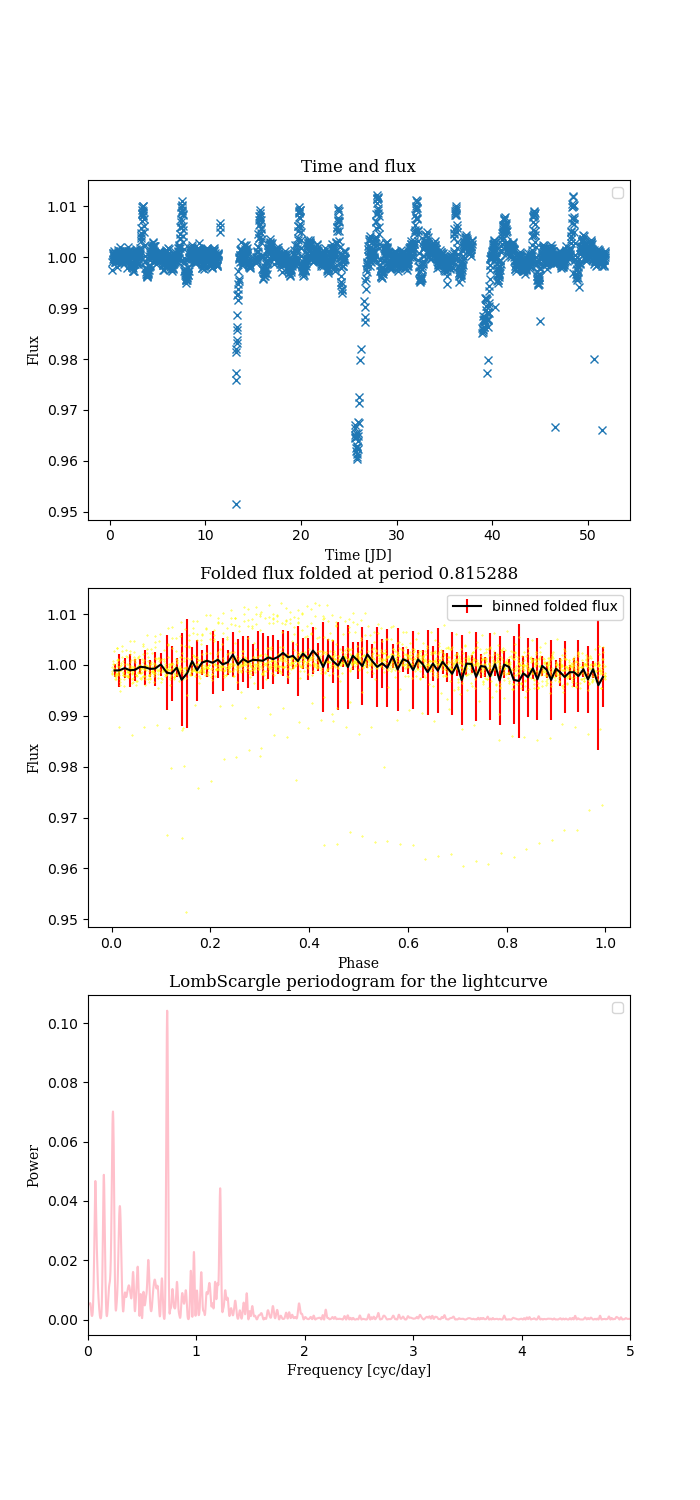 Time and flux
1.01
1.00
0.99
0.98
0.97
0.96
0.95
Flux
0 10 20 30 40 50
Time [JD]
Folded flux folded at period 0.815288
binned folded flux
1.01
1.00
0.99
0.98
0.97
0.96
0.95
Flux
0.0 0.2 0.4 0.6 0.8 1.0
Phase
LombScargle periodogram for the lightcurve
0.10
0.08
0.06
0.04
0.02
0.00
Power
0 1 2 3 4 5
Frequency [cyc/day]